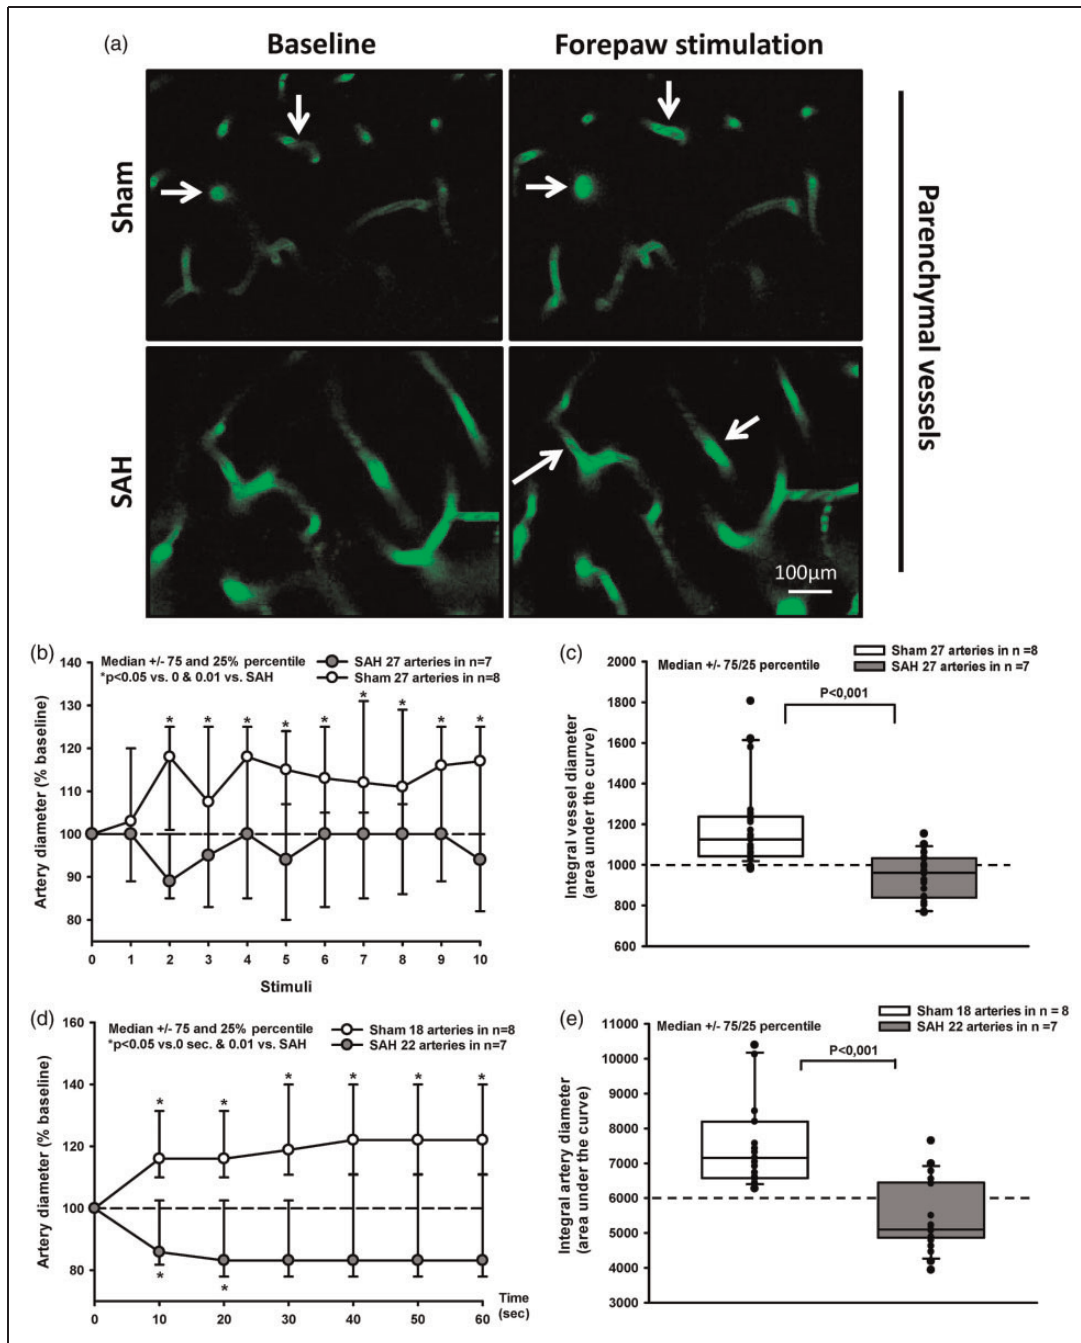 (a)
Baseline
Forepaw stimulation
Sham
SAH
Parenchymal vessels
100µm
(b)
Median +/- 75 and 25% percentile
*p<0.05 vs. 0 & 0.01 vs. SAH
SAH 27 arteries in n=7
Sham 27 arteries in n=8
Artery diameter (% baseline)
140
130
120
110
100
90
80
* * * * * * * * *
0 1 2 3 4 5 6 7 8 9 10
Stimuli
(c)
Median +/- 75/25 percentile
Sham 27 arteries in n =8
SAH 27 arteries in n =7
P<0,001
Integral vessel diameter
(area under the curve)
2000
1800
1600
1400
1200
1000
800
600
(d)
Median +/- 75 and 25% percentile
*p<0.05 vs.0 sec. & 0.01 vs. SAH
Sham 18 arteries in n=8
SAH 22 arteries in n=7
Artery diameter (% baseline)
160
140
120
100
80
* * * * * *
* *
0 10 20 30 40 50 60
Time
(sec)
(e)
Median +/- 75/25 percentile
Sham 18 arteries in n = 8
SAH 22 arteries in n =7
P<0,001
Integral artery diameter
(area under the curve)
11000
10000
9000
8000
7000
6000
5000
4000
3000